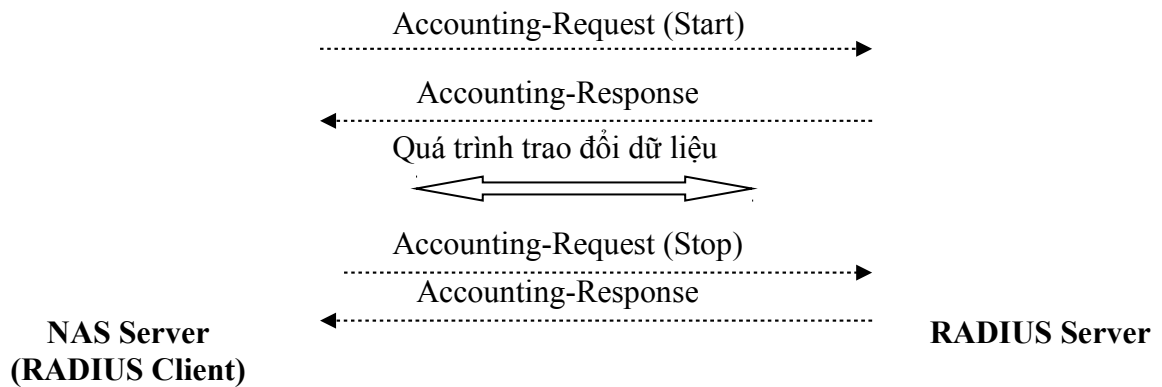 Accounting-Request (Start)
Accounting-Response
Quá trình trao đổi dữ liệu
Accounting-Request (Stop)
Accounting-Response
NAS Server
(RADIUS Client)
RADIUS Server